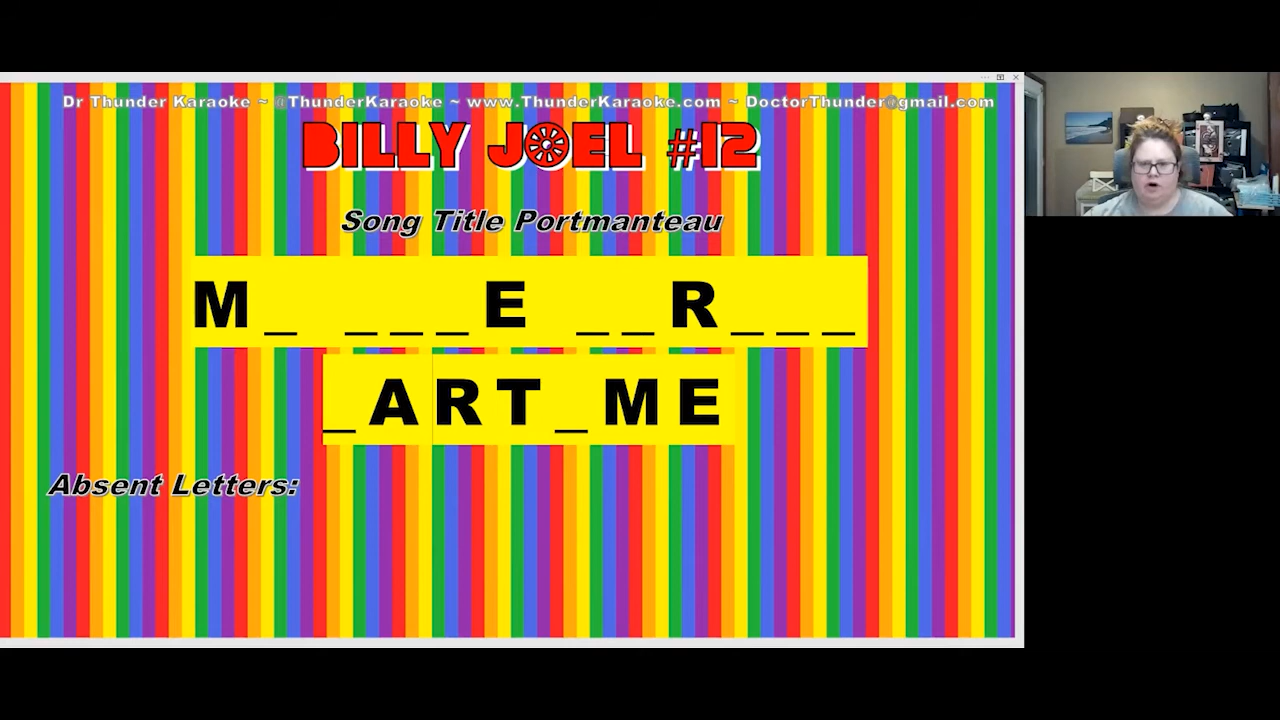 Dr Thunder Karaoke ~ @ThunderKaraoke ~ www.ThunderKaraoke.com ~ DoctorThunder@gmail.com
BILLY JOEL #12
Song Title Portmanteau
M_ ___E __R___
_ART_ME
Absent Letters: